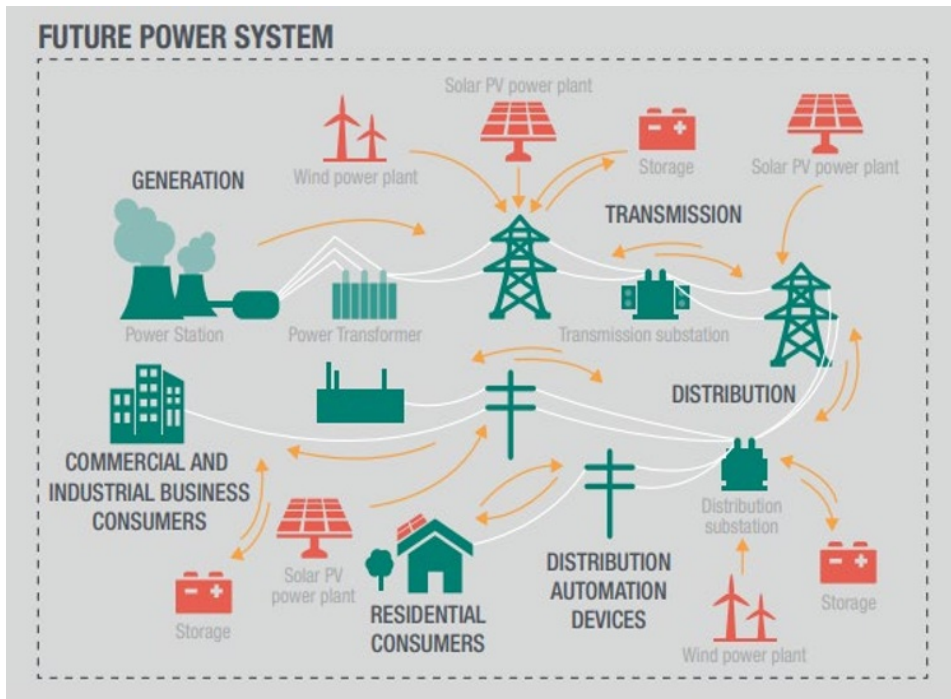 FUTURE POWER SYSTEM
Solar PV power plant
Wind power plant
Storage
Solar PV power plant
GENERATION
TRANSMISSION
Power Station
Power Transformer
Transmission substation
DISTRIBUTION
COMMERCIAL AND
INDUSTRIAL BUSINESS
CONSUMERS
Distribution
substation
Solar PV
power plant
Storage
RESIDENTIAL
CONSUMERS
DISTRIBUTION
AUTOMATION
DEVICES
Wind power plant
Storage